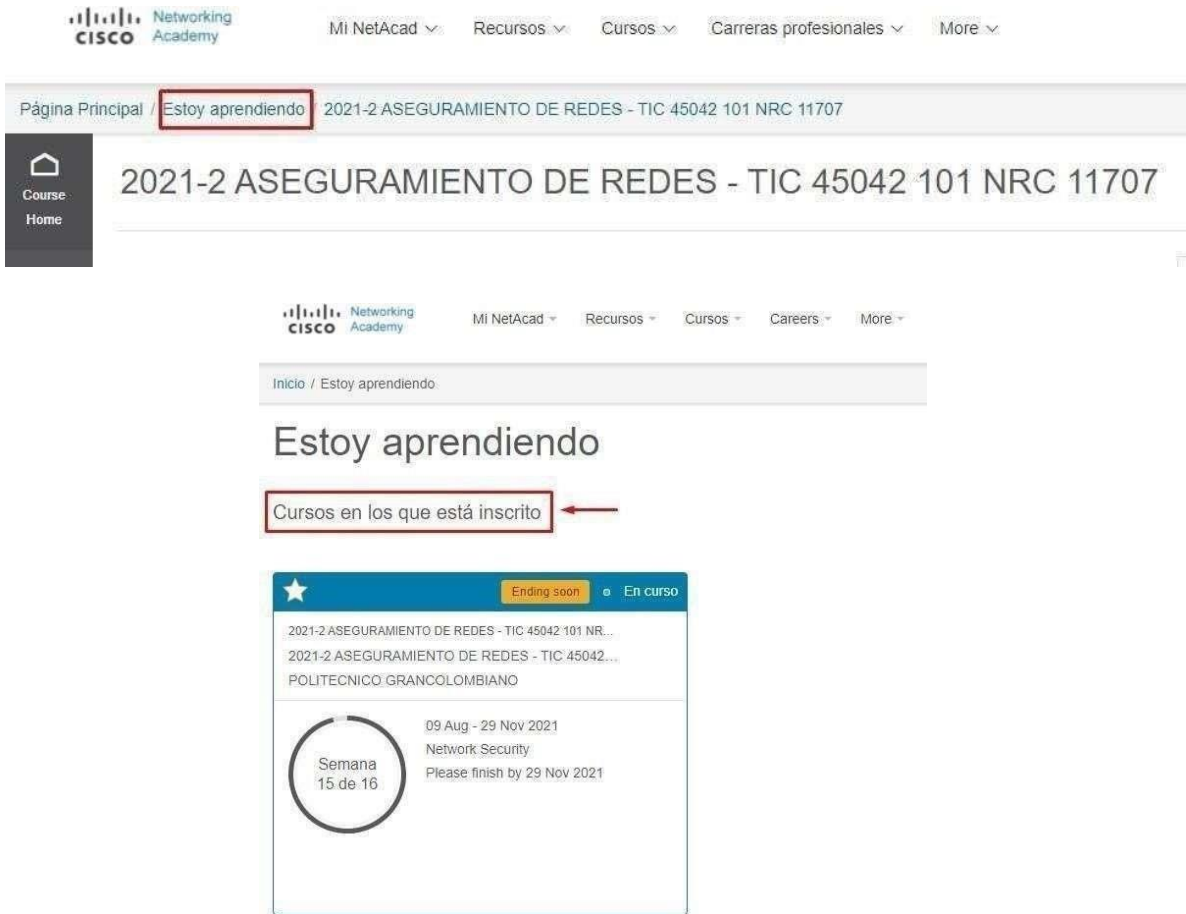 CISCO Networking Academy
Mi NetAcad Recursos Cursos Carreras profesionales More
Página Principal / Estoy aprendiendo / 2021-2 ASEGURAMIENTO DE REDES - TIC 45042 101 NRC 11707
Course
Home
2021-2 ASEGURAMIENTO DE REDES - TIC 45042 101 NRC 11707
CISCO Networking Academy
Mi NetAcad Recursos Cursos Careers More
Inicio / Estoy aprendiendo
Estoy aprendiendo
Cursos en los que está inscrito
Ending soon En curso
2021-2 ASEGURAMIENTO DE REDES - TIC 45042 101 NR...
2021-2 ASEGURAMIENTO DE REDES - TIC 45042...
POLITECNICO GRANCOLOMBIANO
Semana
15 de 16
09 Aug - 29 Nov 2021
Network Security
Please finish by 29 Nov 2021